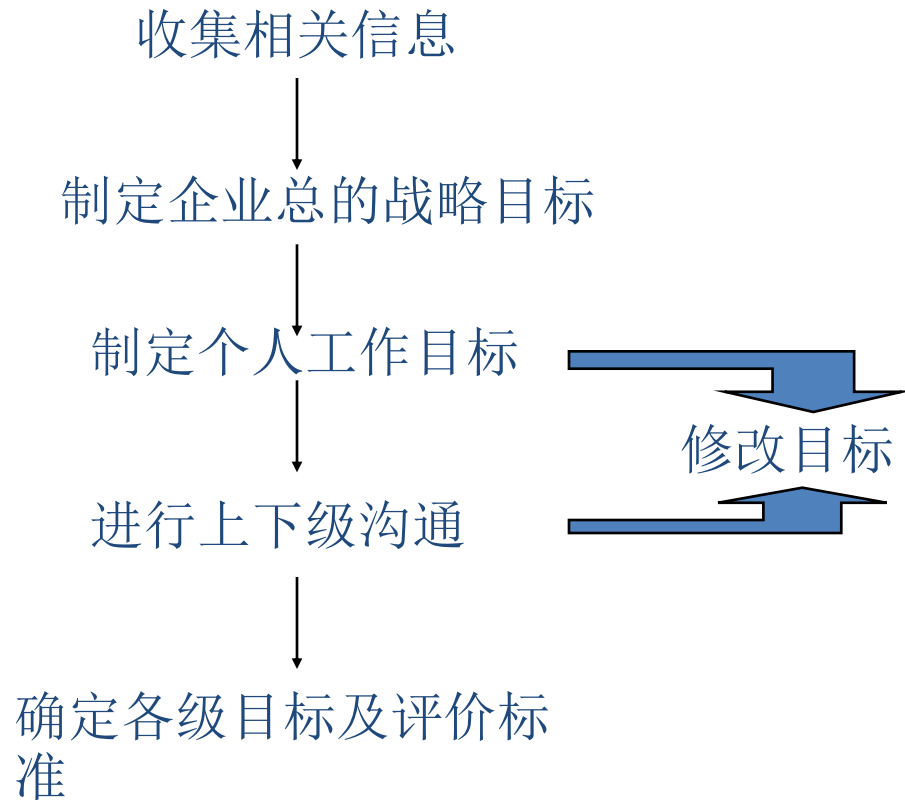 收集相关信息
制定企业总的战略目标
制定个人工作目标
修改目标
进行上下级沟通
确定各级目标及评价标
准